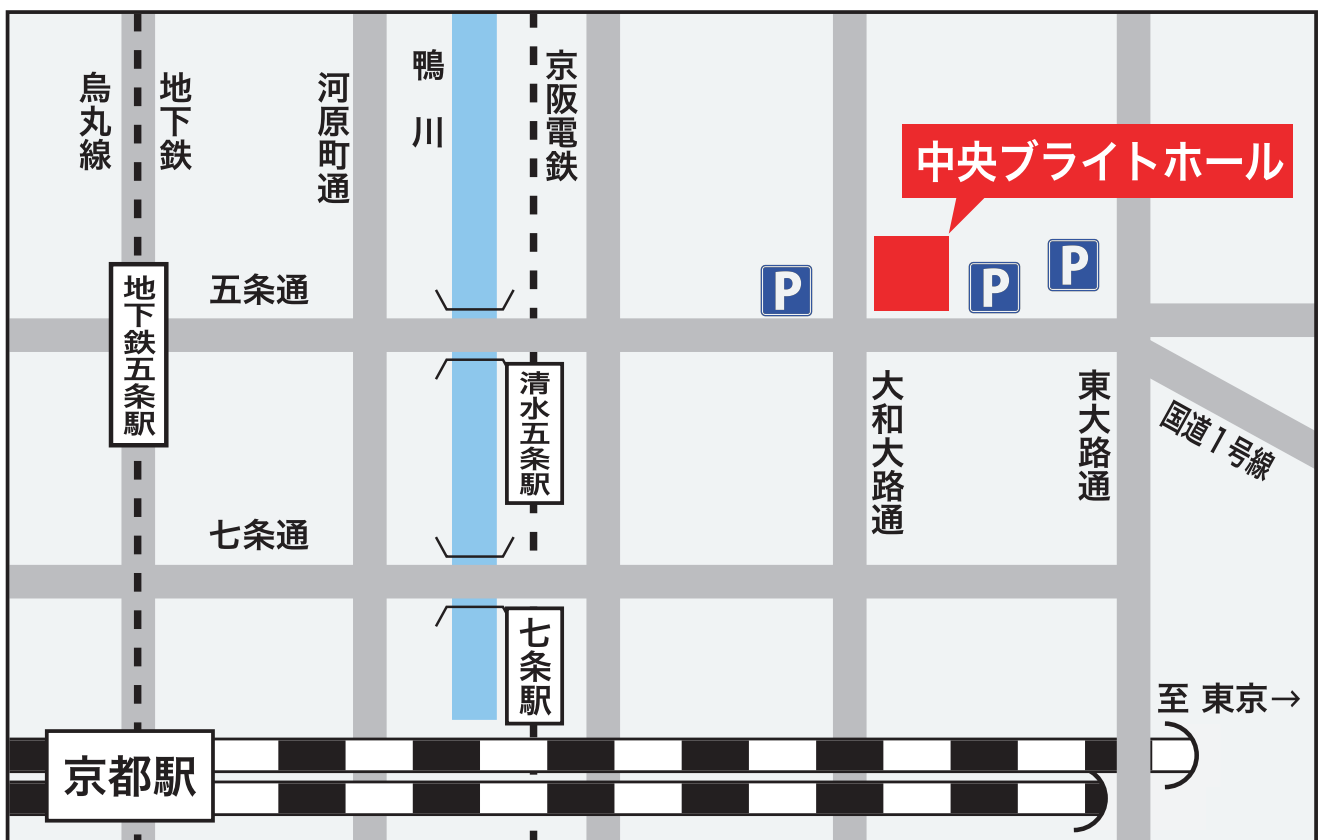 烏丸線
地下鉄
河原町通
鴨川
京阪電鉄
中央ブライトホール
P
P
P
五条通
地下鉄五条駅
清水五条駅
大和大路通
東大路通
国道1号線
七条通
七条駅
至 東京→
京都駅